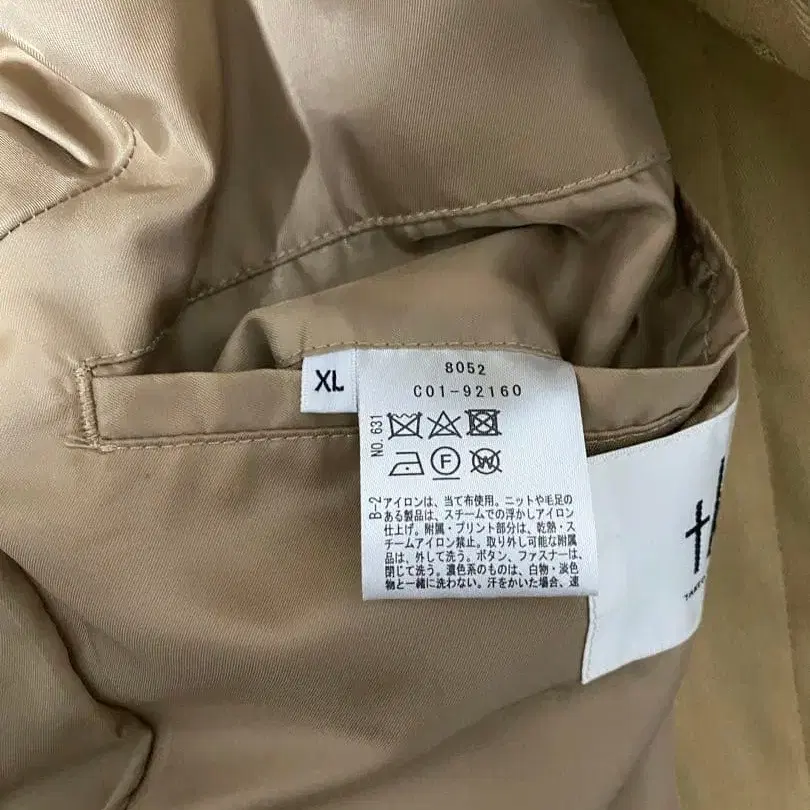 XL
8052
C01-92160
NO. 631
F
W
B-2
アイロンは、当て布使用。ニットや毛足の
ある製品は、スチームでの浮かしアイロン
仕上げ。附属・プリント部分は、乾熱・ス
チームアイロン禁止。取り外し可能な附属
品は、外して洗う。ボタン、ファスナーは、
閉じて洗う。濃色系のものは、白物・淡色
物と一緒に洗わない。汗をかいた場合、速